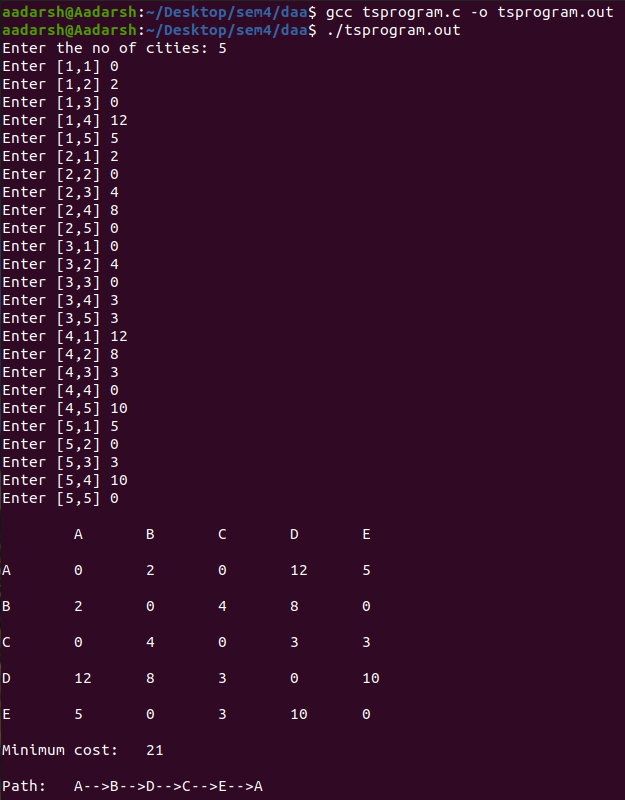 aadarsh@Aadarsh:~/Desktop/sem4/daa$ gcc tsprogram.c -o tsprogram.out
aadarsh@Aadarsh:~/Desktop/sem4/daa$ ./tsprogram.out
Enter the no of cities: 5
Enter [1,1] 0
Enter [1,2] 2
Enter [1,3] 0
Enter [1,4] 12
Enter [1,5] 5
Enter [2,1] 2
Enter [2,2] 0
Enter [2,3] 4
Enter [2,4] 8
Enter [2,5] 0
Enter [3,1] 0
Enter [3,2] 4
Enter [3,3] 0
Enter [3,4] 3
Enter [3,5] 3
Enter [4,1] 12
Enter [4,2] 8
Enter [4,3] 3
Enter [4,4] 0
Enter [4,5] 10
Enter [5,1] 5
Enter [5,2] 0
Enter [5,3] 3
Enter [5,4] 10
Enter [5,5] 0
A B C D E
A 0 2 0 12 5
B 2 0 4 8 0
C 0 4 0 3 3
D 12 8 3 0 10
E 5 0 3 10 0
Minimum cost: 21
Path: A-->B-->D-->C-->E-->A